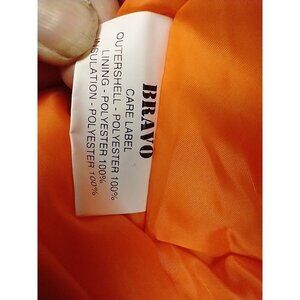 BRAVO
CARE LABEL
OUTERSHELL - POLYESTER 100%
LINING - POLYESTER 100%
INSULATION - POLYESTER 100%